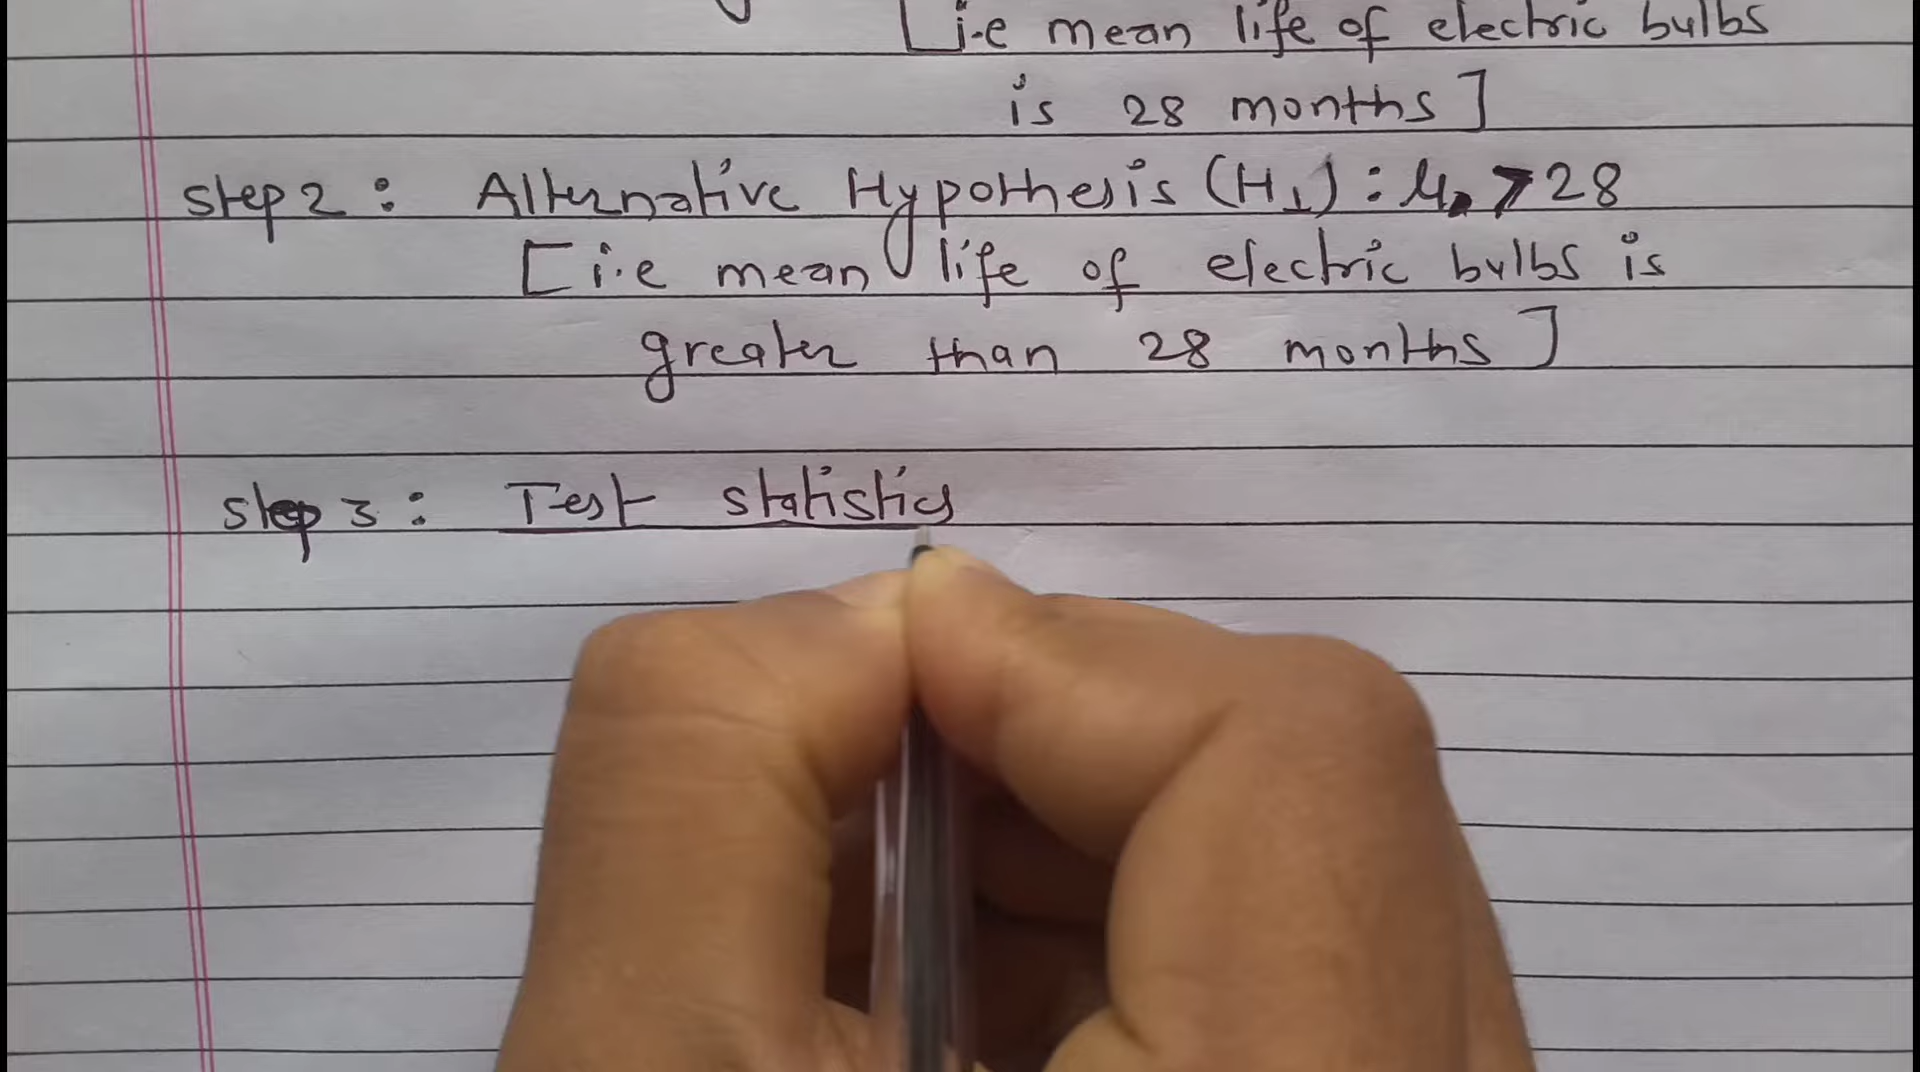 [i.e mean life of electric bulbs
is 28 months]
step 2 : Alternative Hypothesis (H1) : μ > 28
[i.e mean life of electric bulbs is
greater than 28 months]
step 3 : Test statistics